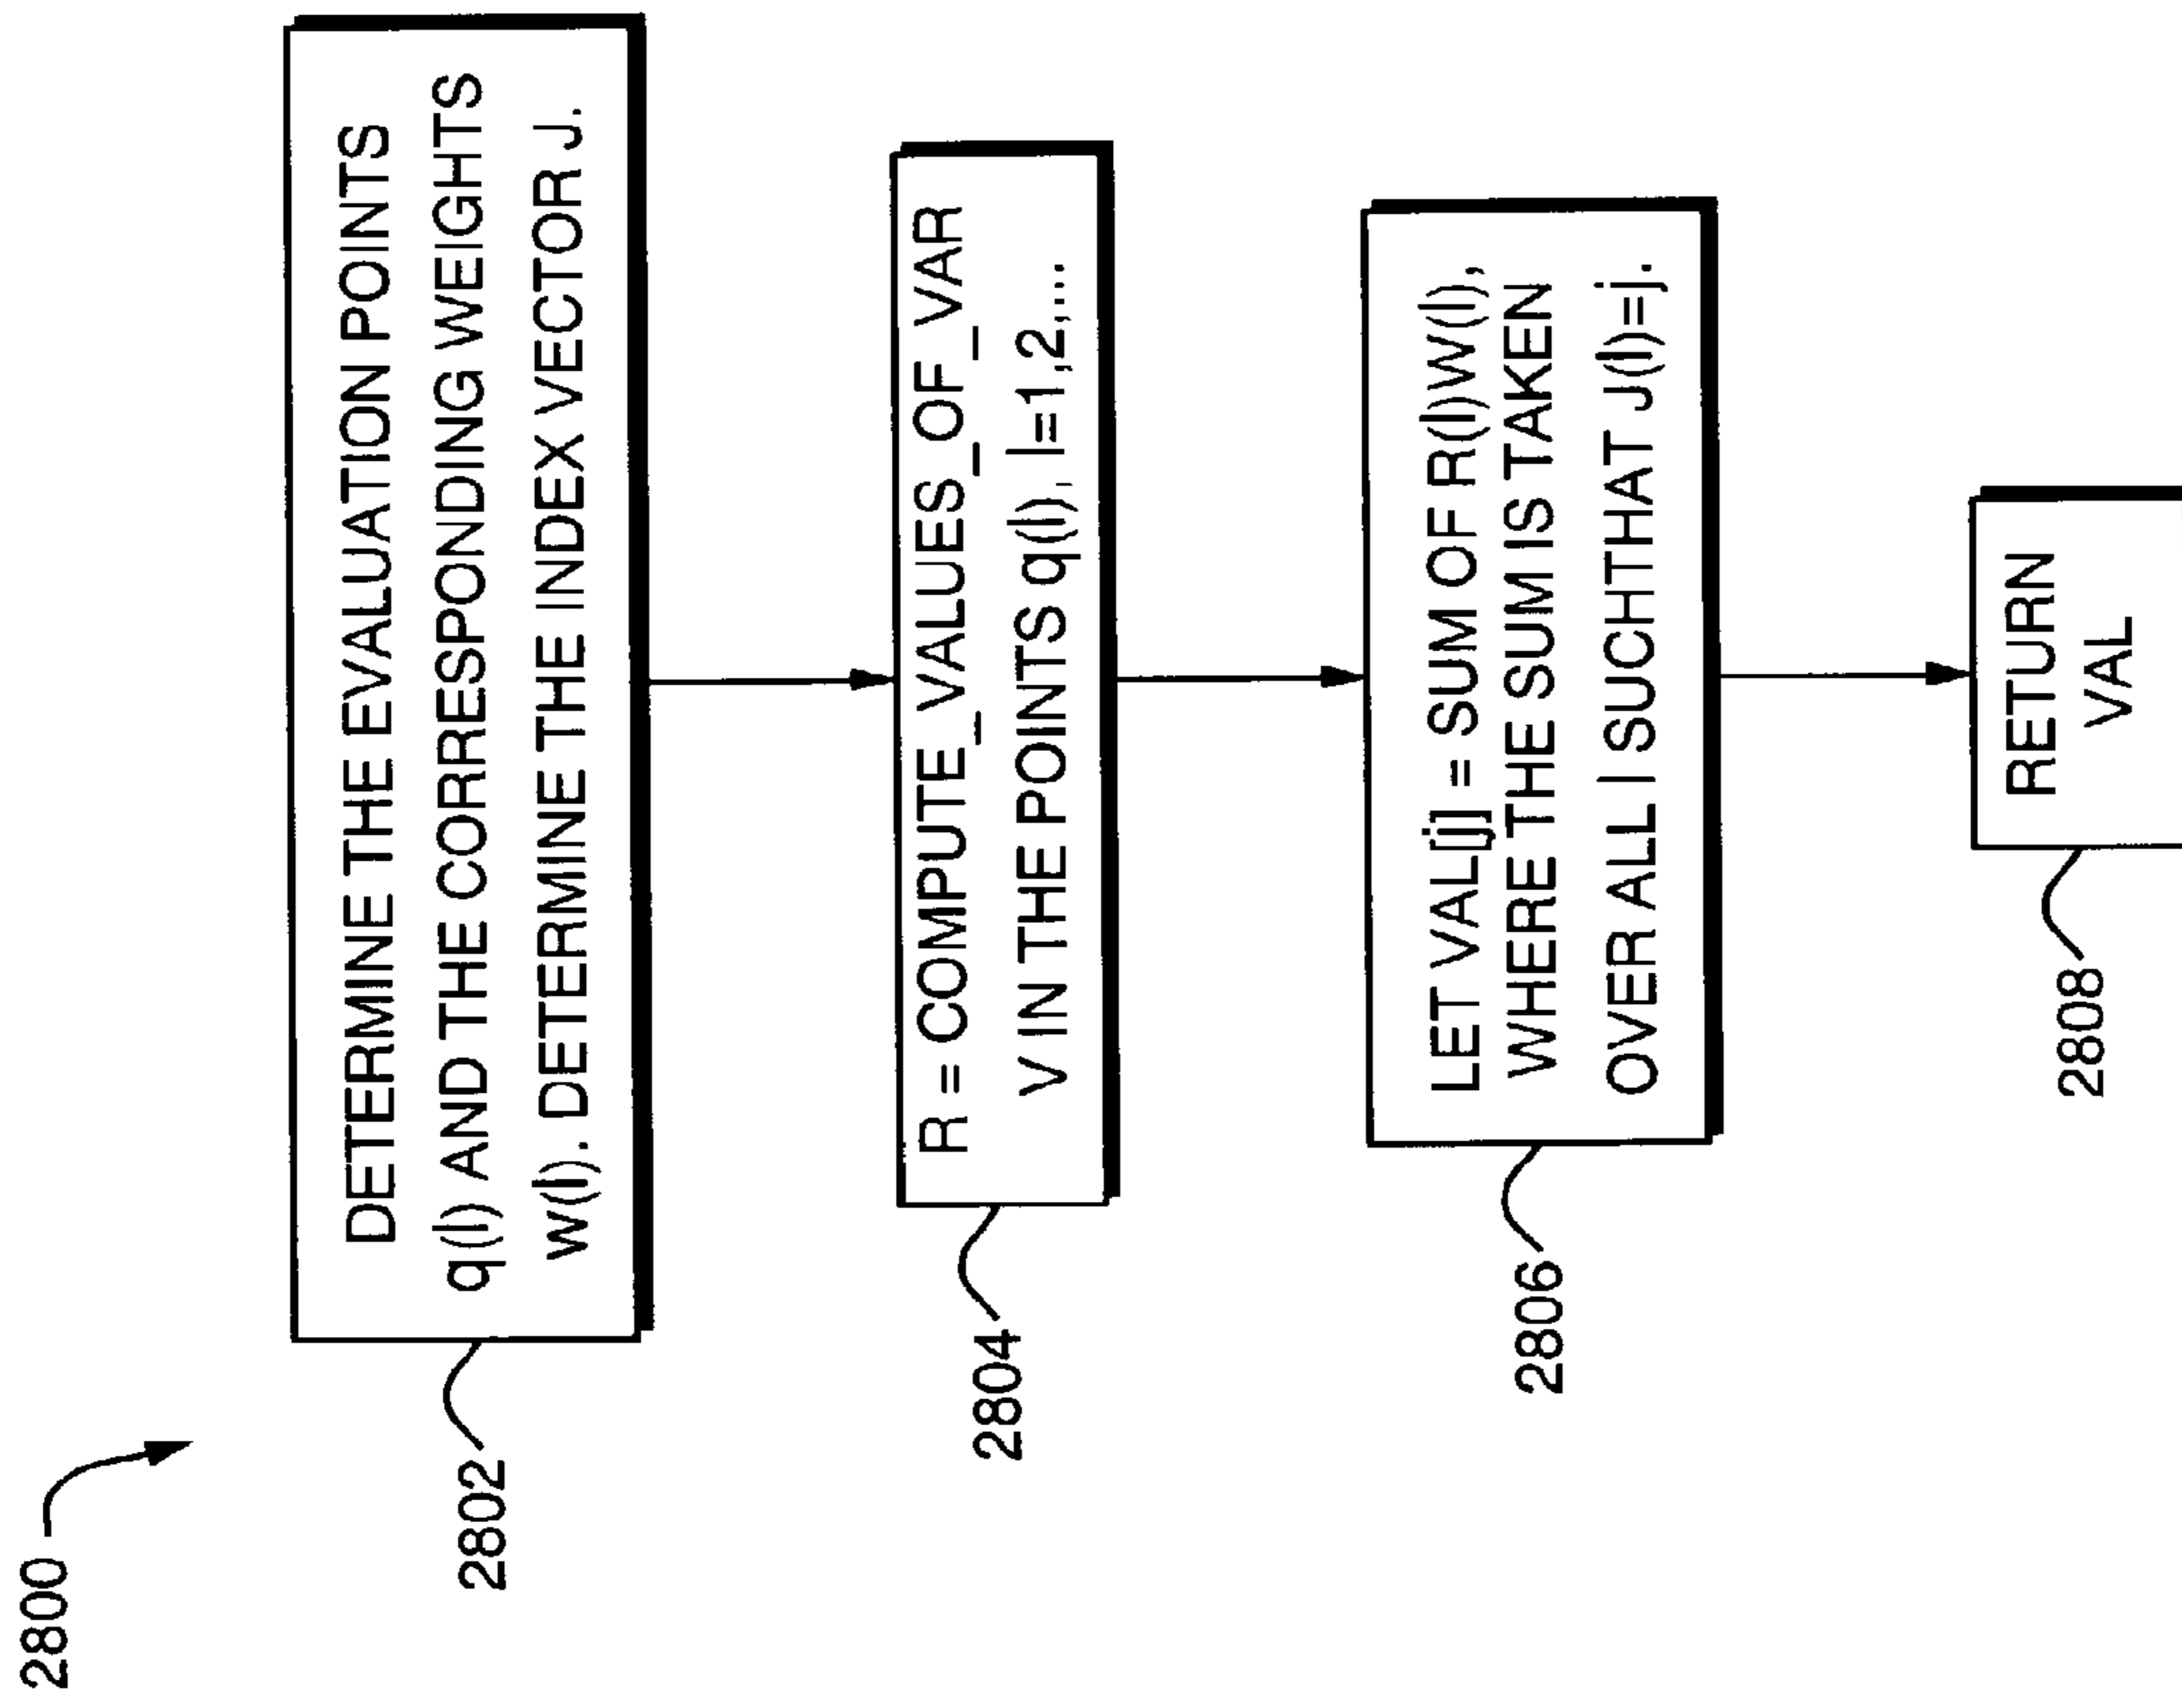 2800
DETERMINE THE EVALUATION POINTS
q(I) AND THE CORRESPONDING WEIGHTS
w(I). DETERMINE THE INDEX VECTOR J.
2802
R = COMPUTE_VALUES_OF_VAR
V IN THE POINTS q(I), I=1,2,...
2804
LET VAL[j] = SUM OF R(I)W(I),
WHERE THE SUM IS TAKEN
OVER ALL I SUCHTHAT J(I)=j.
2806
RETURN
VAL
2808